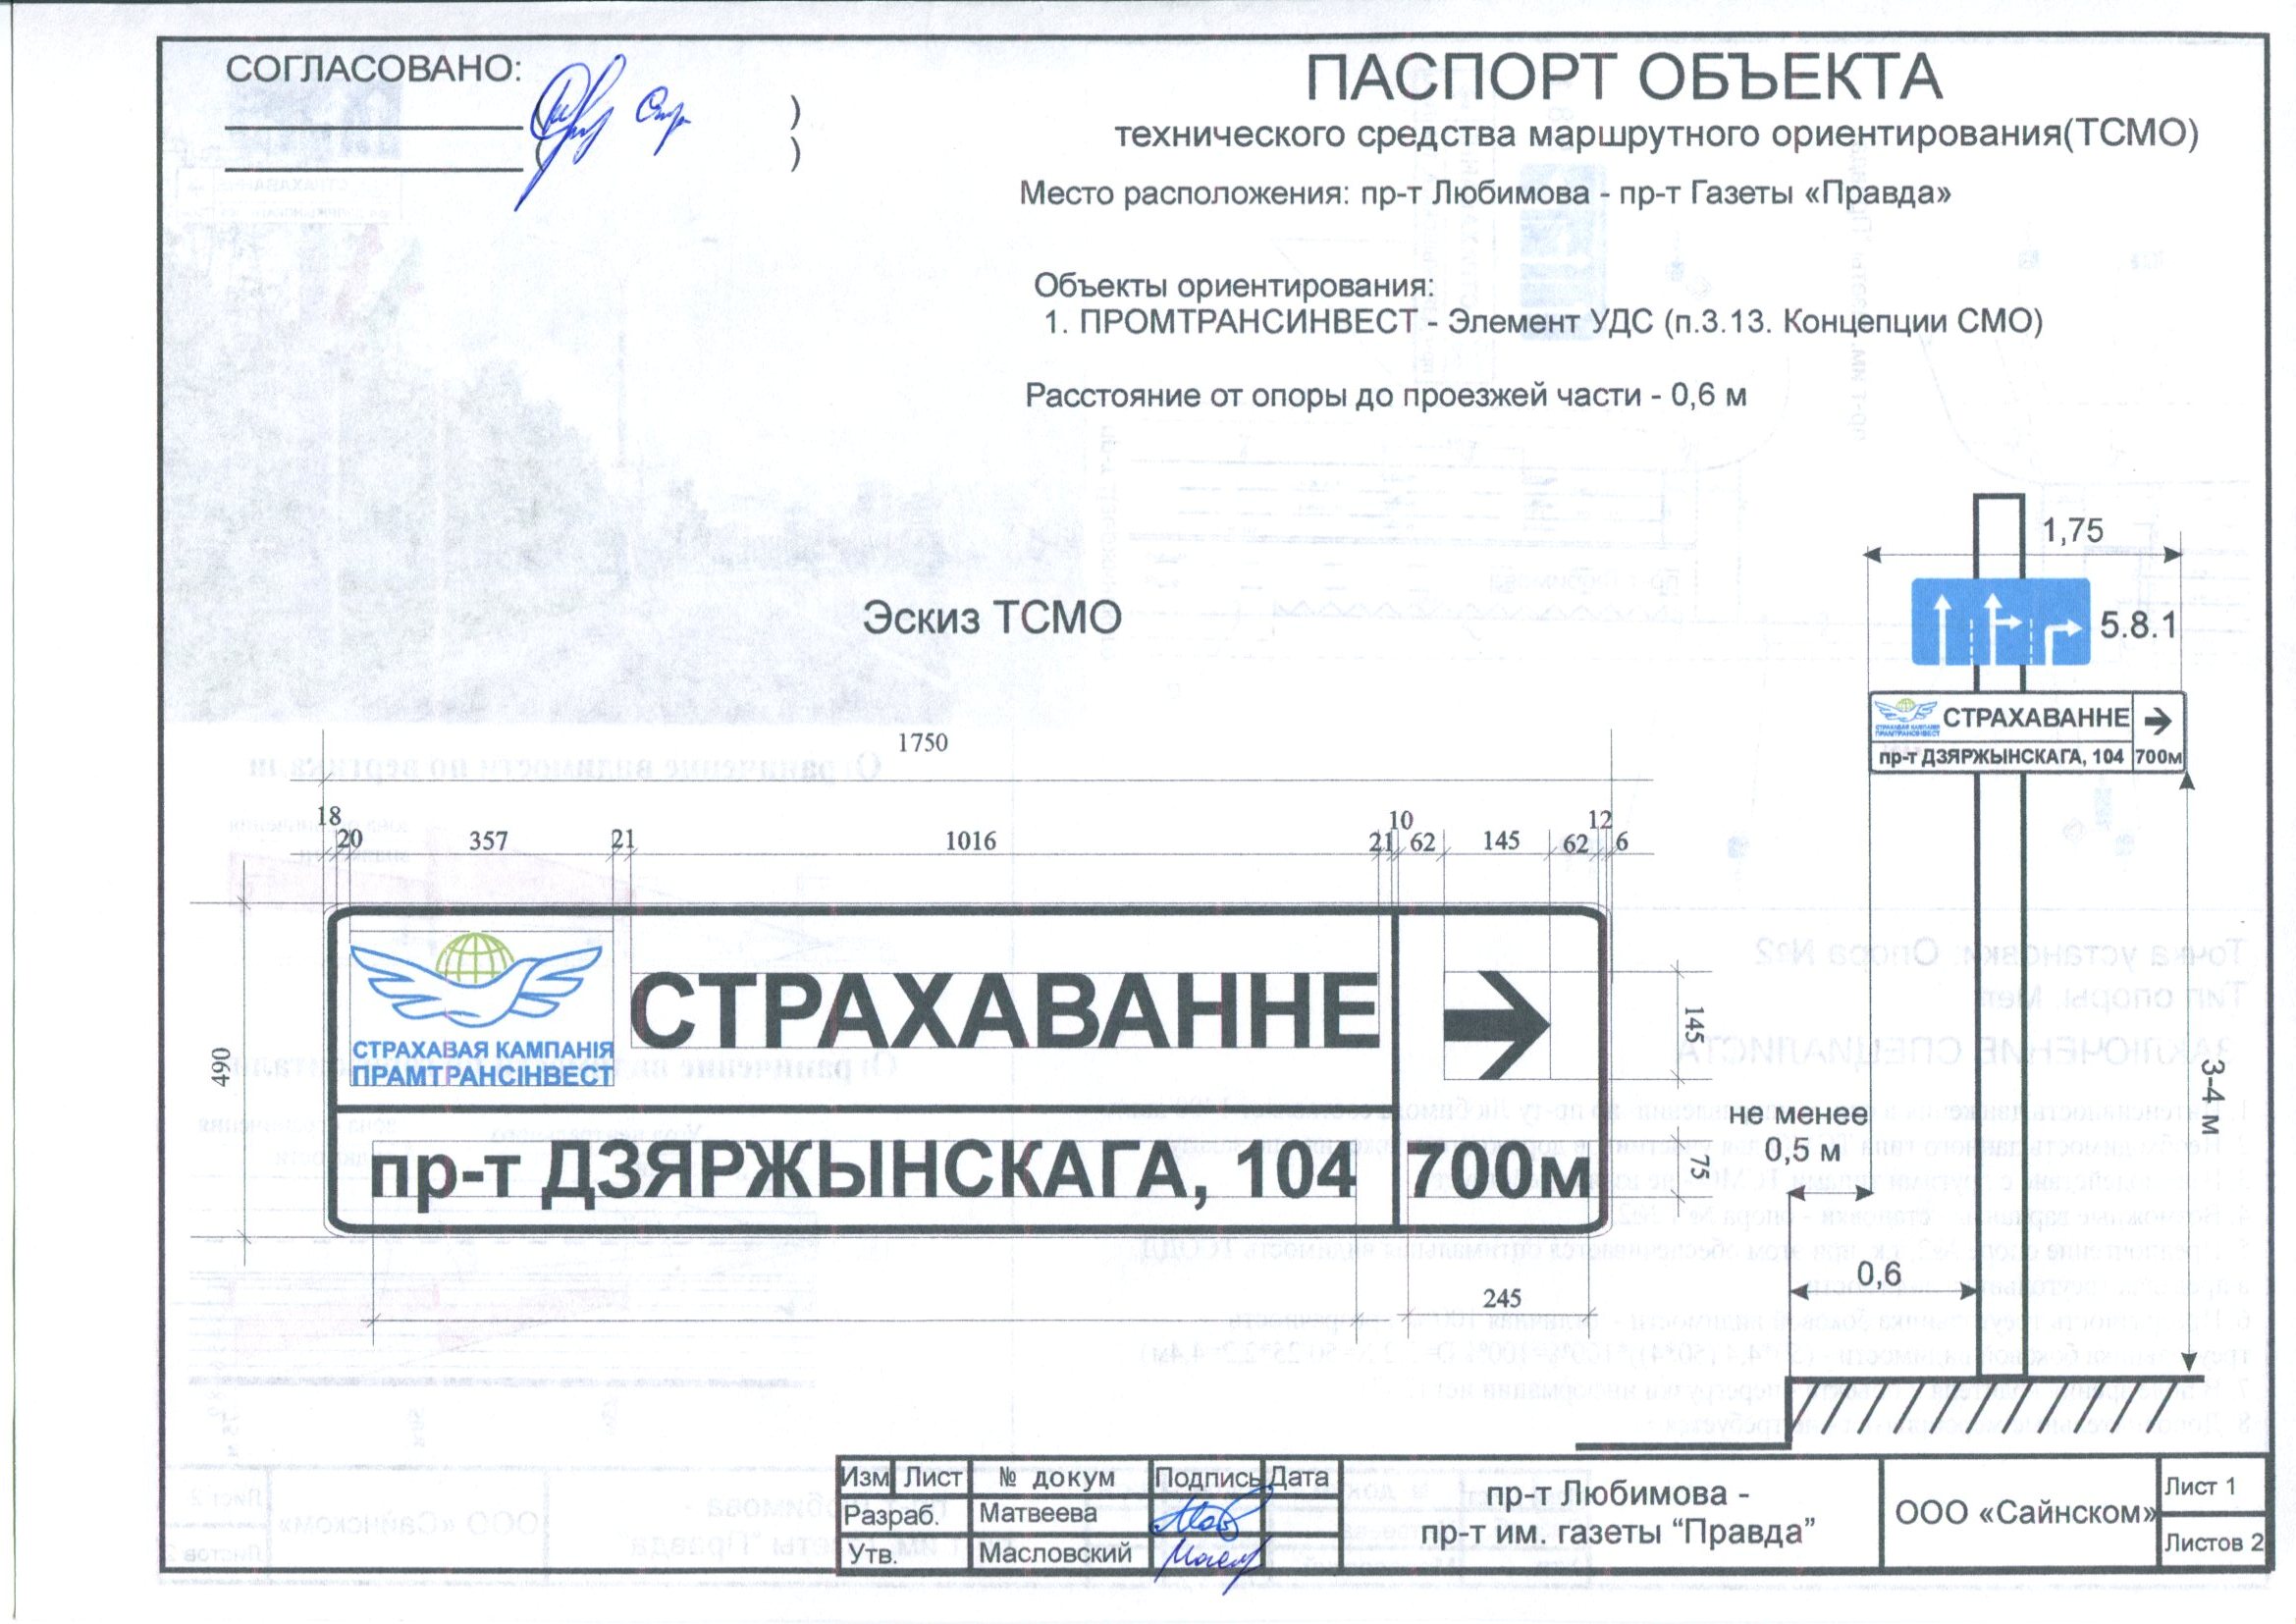 СОГЛАСОВАНО:
(                )
(                )
ПАСПОРТ ОБЪЕКТА
технического средства маршрутного ориентирования(ТСМО)
Место расположения: пр-т Любимова - пр-т Газеты «Правда»
Объекты ориентирования:
1. ПРОМТРАНСИНВЕСТ - Элемент УДС (п.3.13. Концепции СМО)
Расстояние от опоры до проезжей части - 0,6 м
Эскиз ТСМО
1,75
5.8.1
СТРАХАВАЯ КАМПАНІЯ
ПРАМТРАНСІНВЕСТ
СТРАХАВАННЕ
пр-т ДЗЯРЖЫНСКАГА, 104
700м
3-4 м
не менее
0,5 м
0,6
1750
18
20
357
21
1016
21
10
62
145
62
12
6
490
СТРАХАВАЯ КАМПАНІЯ
ПРАМТРАНСІНВЕСТ
СТРАХАВАННЕ
145
пр-т ДЗЯРЖЫНСКАГА, 104
700м
75
245
Изм Лист № докум Подпись Дата
Разраб. Матвеева
Утв. Масловский
пр-т Любимова -
пр-т им. газеты “Правда”
ООО «Сайнском»
Лист 1
Листов 2